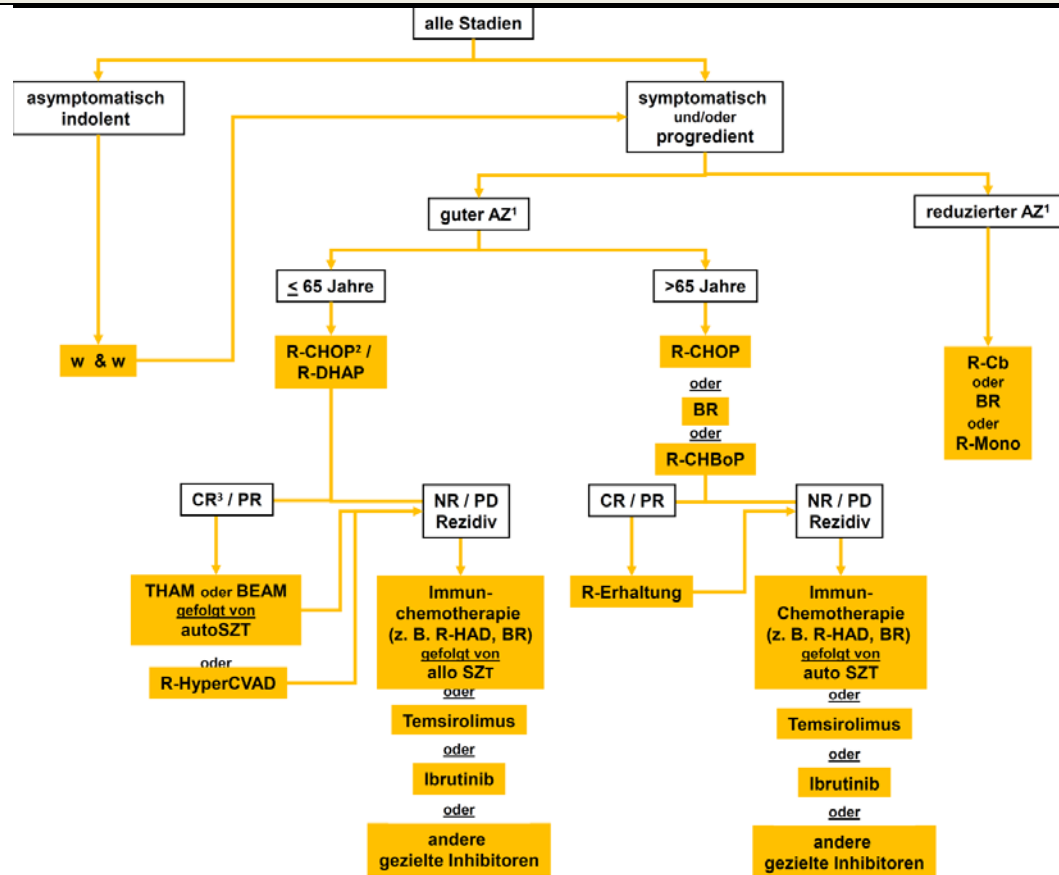 alle Stadien
asymptomatisch
indolent
symptomatisch
und/oder
progredient
guter AZ¹
reduzierter AZ¹
≤ 65 Jahre
>65 Jahre
w & w
R-CHOP² /
R-DHAP
R-CHOP
oder
BR
oder
R-CHBoP
R-Cb
oder
BR
oder
R-Mono
CR³ / PR
NR / PD
Rezidiv
CR / PR
NR / PD
Rezidiv
THAM oder BEAM
gefolgt von
autoSZT
oder
R-HyperCVAD
Immun-
chemotherapie
(z. B. R-HAD, BR)
gefolgt von
allo SZT
oder
Temsirolimus
oder
Ibrutinib
oder
andere
gezielte Inhibitoren
R-Erhaltung
Immun-
Chemotherapie
(z. B. R-HAD, BR)
gefolgt von
auto SZT
oder
Temsirolimus
oder
Ibrutinib
oder
andere
gezielte Inhibitoren